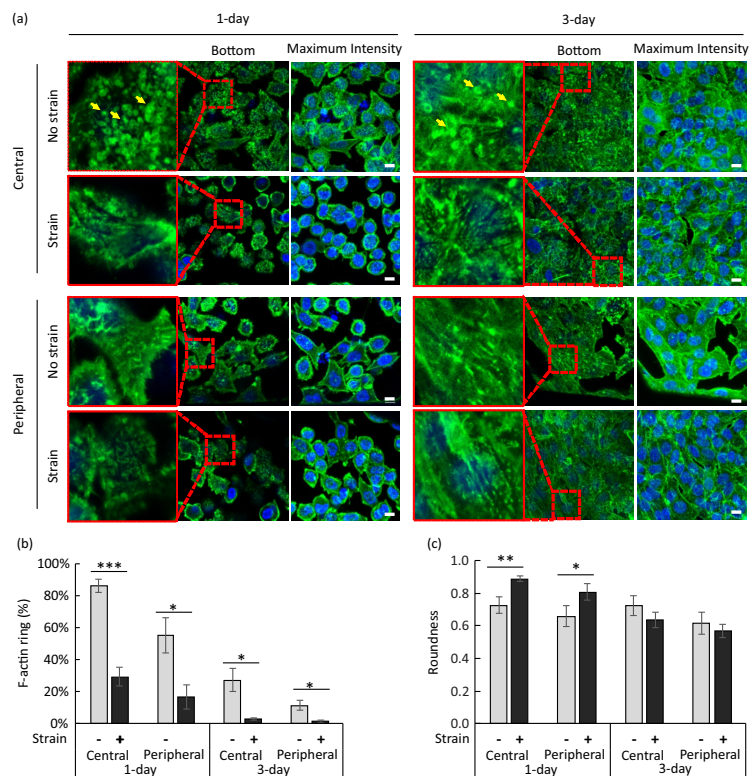 (a)
1-day
3-day
Bottom
Maximum Intensity
Bottom
Maximum Intensity
Central
No strain
Strain
Peripheral
No strain
Strain
(b)
F-actin ring (%)
100%
80%
60%
40%
20%
0%
***
*
*
*
Strain
- + - + - + - +
Central Peripheral Central Peripheral
1-day 3-day
(c)
Roundness
1.0
0.8
0.6
0.4
0.2
0.0
**
*
Strain
- + - + - + - +
Central Peripheral Central Peripheral
1-day 3-day